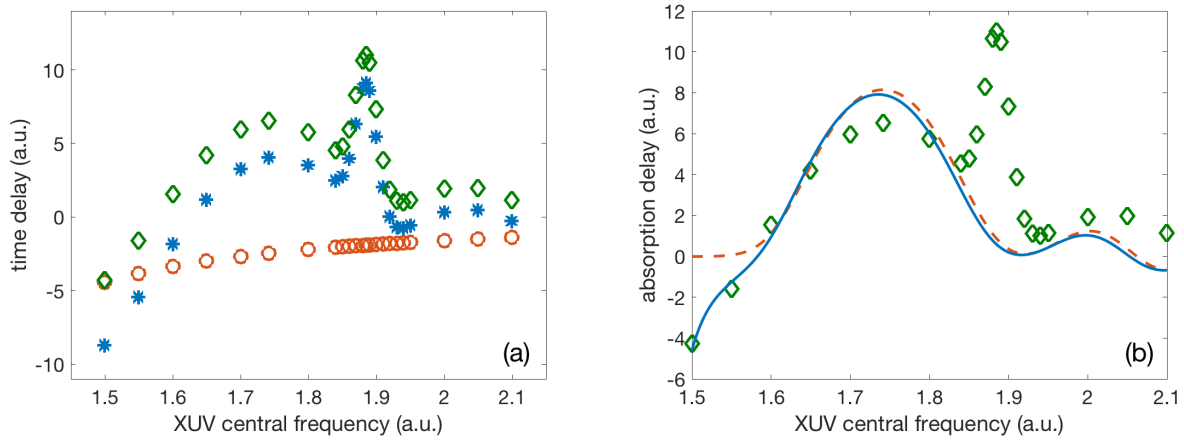 time delay (a.u.)
10
5
0
-5
-10
1.5 1.6 1.7 1.8 1.9 2 2.1
XUV central frequency (a.u.)
(a)
absorption delay (a.u.)
12
10
8
6
4
2
0
-2
-4
-6
1.5 1.6 1.7 1.8 1.9 2 2.1
XUV central frequency (a.u.)
(b)